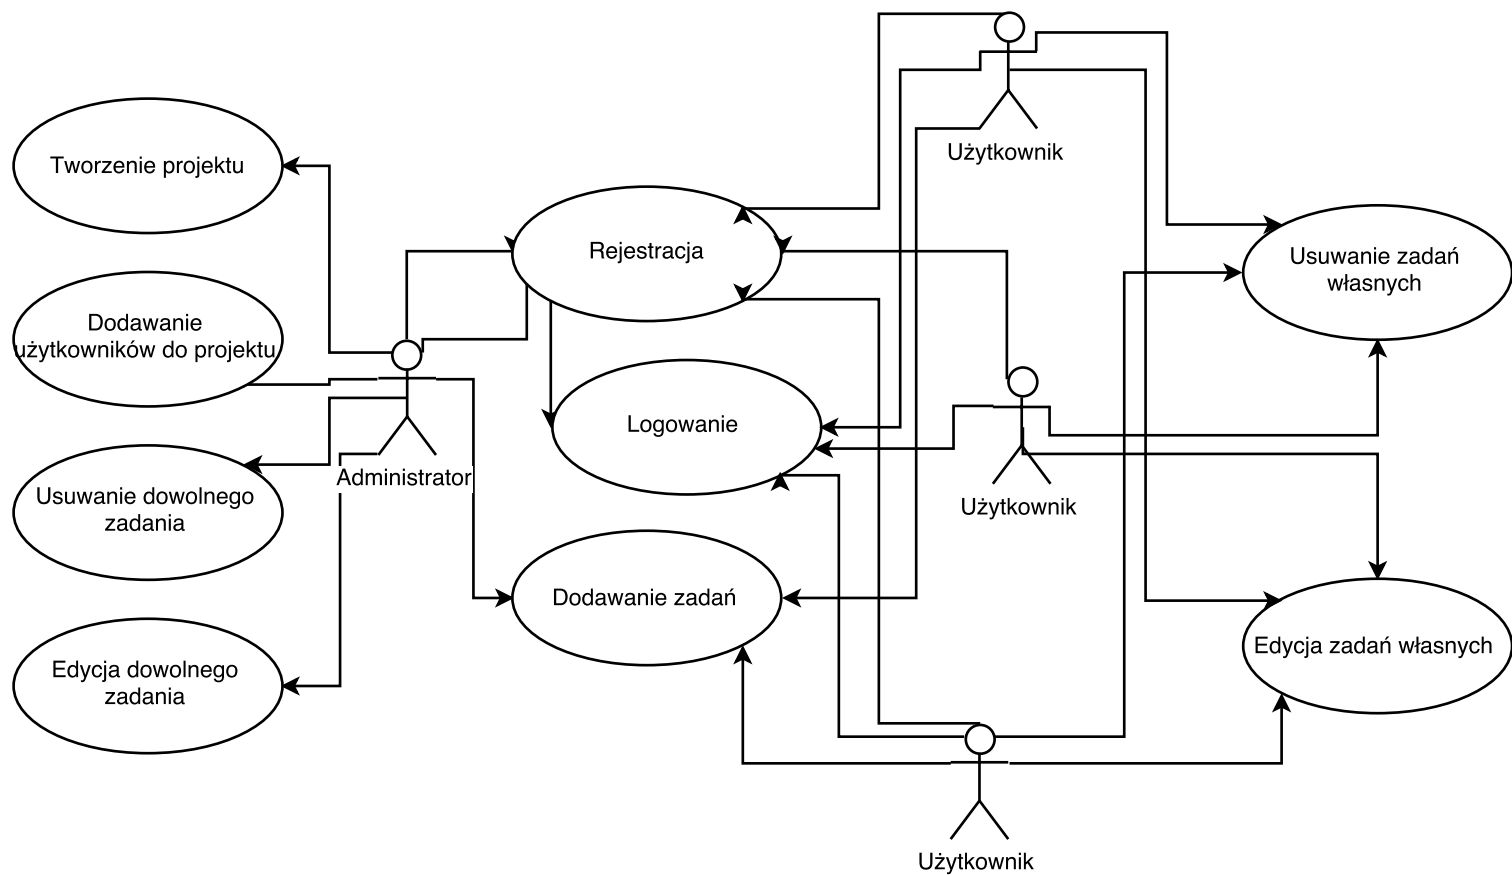 Użytkownik
Tworzenie projektu
Rejestracja
Usuwanie zadań
własnych
Dodawanie
użytkowników do projektu
Logowanie
Administrator
Użytkownik
Usuwanie dowolnego
zadania
Dodawanie zadań
Edycja zadań własnych
Edycja dowolnego
zadania
Użytkownik